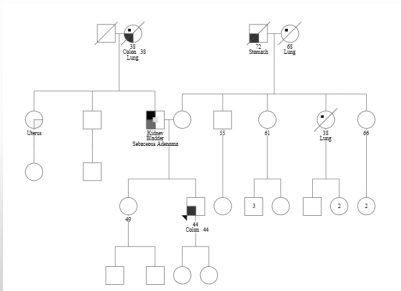 38
Colon 38
Lung
72
Stomach
68
Lung
Uterus
Kidney
Bladder
Sebaceous Adenoma
55
61
38
Lung
66
49
44
Colon 44
3
2
2